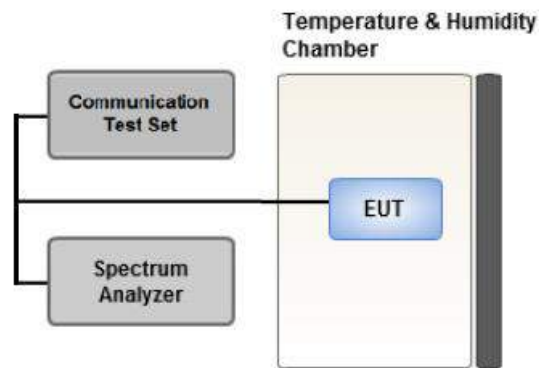 Temperature & Humidity
Chamber
Communication
Test Set
EUT
Spectrum
Analyzer